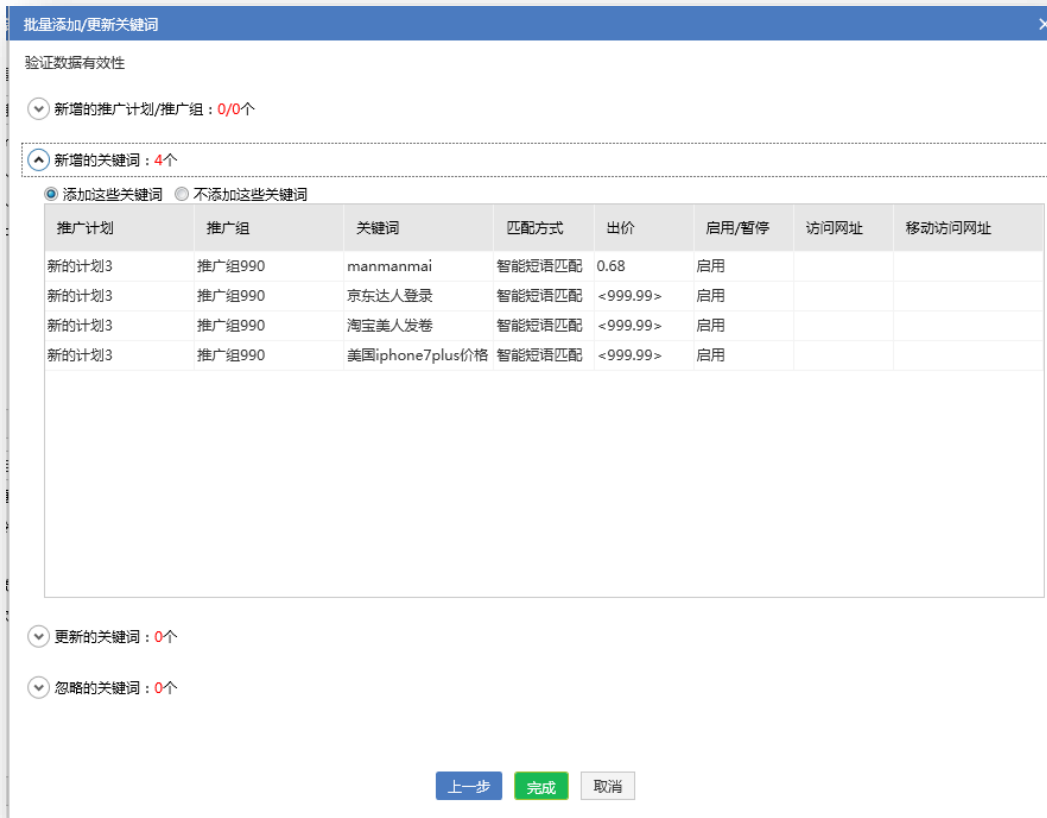 批量添加/更新关键词
验证数据有效性
新增的推广计划/推广组：0/0个
新增的关键词：4个
添加这些关键词 不添加这些关键词
推广计划 推广组 关键词 匹配方式 出价 启用/暂停 访问网址 移动访问网址
新的计划3 推广组990 manmanmai 智能短语匹配 0.68 启用
新的计划3 推广组990 京东达人登录 智能短语匹配 <999.99> 启用
新的计划3 推广组990 淘宝美人发卷 智能短语匹配 <999.99> 启用
新的计划3 推广组990 美国iphone7plus价格 智能短语匹配 <999.99> 启用
更新的关键词：0个
忽略的关键词：0个
上一步 完成 取消